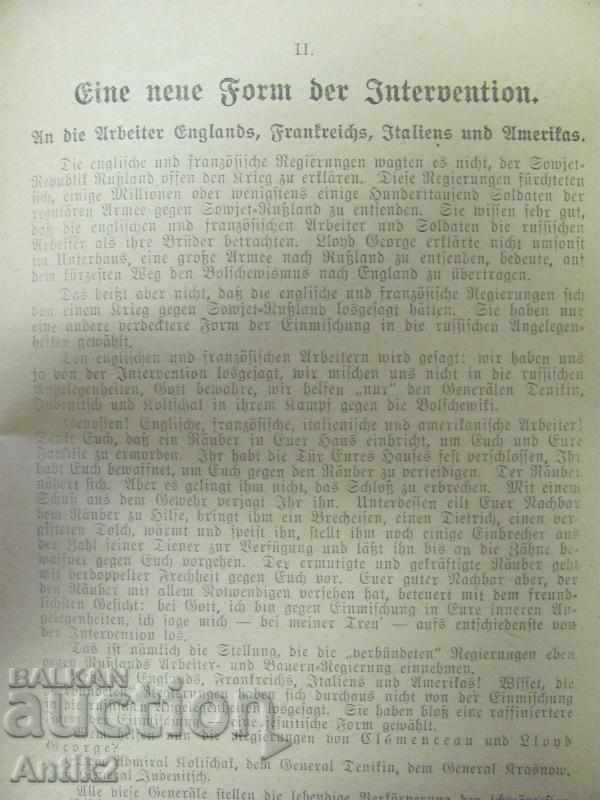 II.
Eine neue Form der Intervention.
An die Arbeiter Englands, Frankreichs, Italiens und Amerikas.
Die englische und französische Regierungen wagten es nicht, der Sowjet-
Republik Rußland offen den Krieg zu erklären. Diese Regierungen fürchteten
sich, einige Millionen oder wenigstens einige Hunderttausend Soldaten der
regulären Armee gegen Sowjet-Rußland zu entsenden. Sie wissen sehr gut,
daß die englischen und französischen Arbeiter und Soldaten die russischen
Arbeiter als ihre Brüder betrachten. Lloyd George erklärte nicht umsonst
im Unterhaus, eine große Armee nach Rußland zu entsenden, bedeute, auf
dem kürzesten Weg den Bolschewismus nach England zu übertragen.
Das heißt aber nicht, daß die englische und französische Regierungen sich
von einem Krieg gegen Sowjet-Rußland losgesagt hätten. Sie haben nur
eine andere verdecktere Form der Einmischung in die russischen Angelegen-
heiten gewählt.
Den englischen und französischen Arbeitern wird gesagt: wir haben uns
ja von der Intervention losgesagt, wir mischen uns nicht in die russischen
Angelegenheiten, Gott bewahre, wir helfen „nur" den Generälen Denikin,
Judenitsch und Koltschak in ihrem Kampf gegen die Bolschewiki.
Genossen! Englische, französische, italienische und amerikanische Arbeiter!
Denkt Euch, daß ein Räuber in Euer Haus einbricht, um Euch und Eure
Familie zu ermorden. Ihr habt die Tür Eures Hauses fest verschlossen, Ihr
habt Euch bewaffnet, um Euch gegen den Räuber zu verteidigen. Der Räuber
nähert sich. Aber es gelingt ihm nicht, das Schloß zu erbrechen. Mit einem
Schuß aus dem Gewehr verjagt Ihr ihn. Unterdessen eilt Euer Nachbar
dem Räuber zu Hilfe, bringt ihm ein Brecheisen, einen Dietrich, einen ver-
gifteten Dolch, wärmt und speist ihn, stellt ihm noch einige Einbrecher aus
der Zahl seiner Diener zur Verfügung und läßt ihn bis an die Zähne be-
waffnet gegen Euch vorgehen. Der ermutigte und gekräftigte Räuber geht
mit verdoppelter Frechheit gegen Euch vor. Euer guter Nachbar aber, der
den Räuber mit allem Notwendigen versehen hat, beteuert mit dem freund-
lichsten Gesicht: bei Gott, ich bin gegen Einmischung in Eure inneren An-
gelegenheiten, ich sage mich — bei meiner Treu — aufs entschiedenste von
der Intervention los.
Das ist nämlich die Stellung, die die „verbündeten" Regierungen eben
gegen Rußlands Arbeiter- und Bauern-Regierung einnehmen.
Englands, Frankreichs, Italiens und Amerikas! Wisset, die
Regierungen haben sich durchaus nicht von der Einmischung
in Angelegenheiten losgesagt. Sie haben bloß eine raffiniertere
jesuitische Form gewählt.
die Regierungen von Clémenceau und Lloyd
George?
Admiral Koltschak, dem General Denikin, dem General Krasnow,
Judenitsch.
Alle diese Generäle stellen die lebendige Verkörperung
BALKAN
auction
Antik2